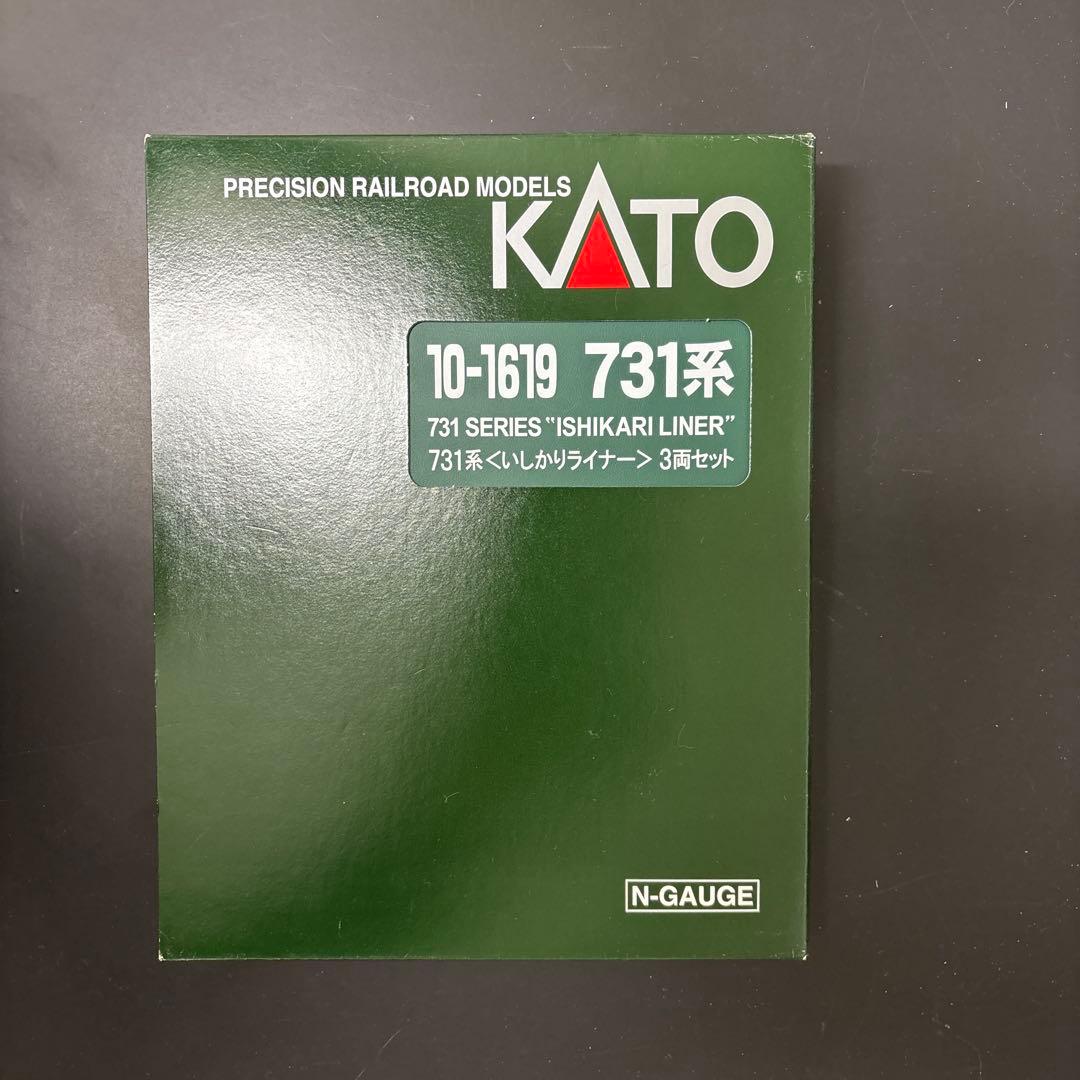 PRECISION RAILROAD MODELS
KATO
10-1619 731系
731 SERIES "ISHIKARI LINER"
731系<いしかりライナー> 3両セット
N-GAUGE